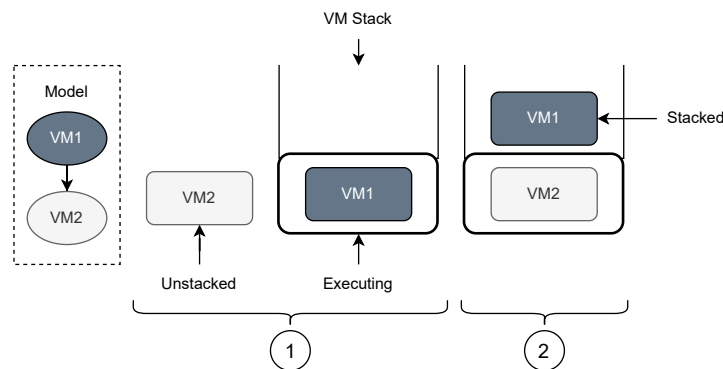 VM Stack
Model
VM1
VM2
VM2
Unstacked
VM1
Executing
VM1
Stacked
VM2
1
2